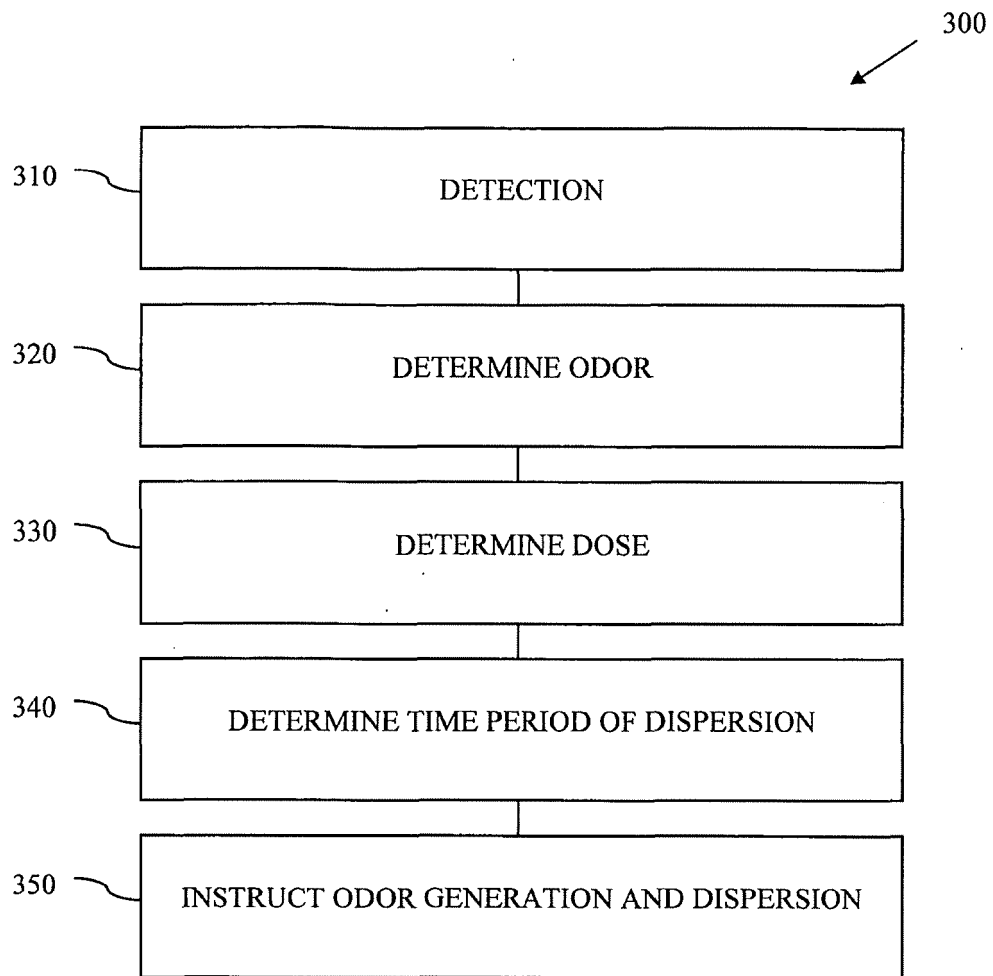 300
310
DETECTION
320
DETERMINE ODOR
330
DETERMINE DOSE
340
DETERMINE TIME PERIOD OF DISPERSION
350
INSTRUCT ODOR GENERATION AND DISPERSION